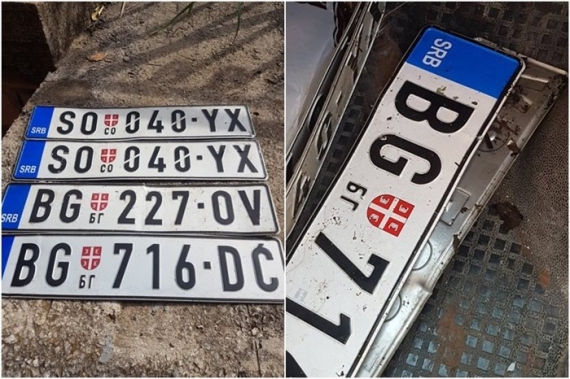 SRB SO CO 040-YX
SRB SO CO 040-YX
SRB BG БГ 227-OV
BG БГ 716-DĆ
SRB
BG БГ 71